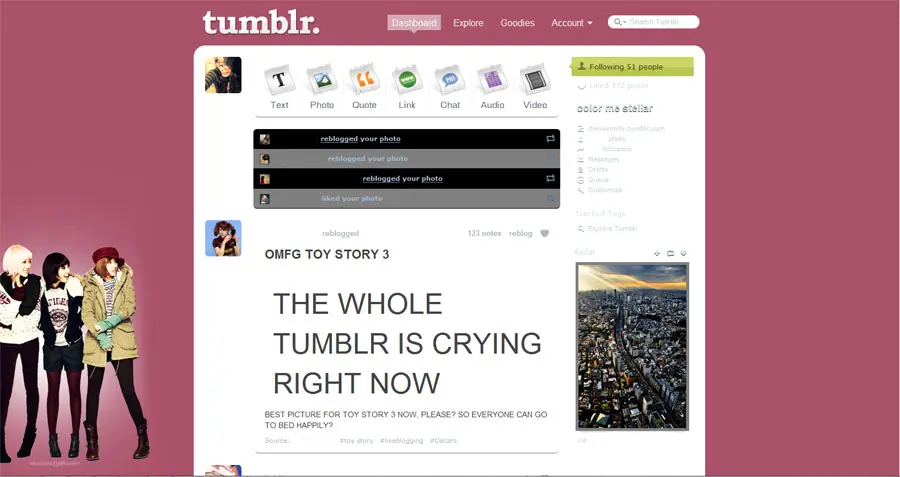 tumblr.
Dashboard Explore Goodies Account Search Tumblr
Text Photo Quote Link Chat Audio Video
Following 51 people
Liked 172 posts
color me stellar
reblogged your photo
reblogged your photo
reblogged your photo
liked your photo
photo
followers
Messages
Drafts
Queue
Customize
Tracked Tags
Explore Tumblr
reblogged 123 notes reblog
OMFG TOY STORY 3
THE WHOLE
TUMBLR IS CRYING
RIGHT NOW
BEST PICTURE FOR TOY STORY 3 NOW. PLEASE? SO EVERYONE CAN GO
TO BED HAPPILY?
Source: #toy story #liveblogging #Oscars
Radar